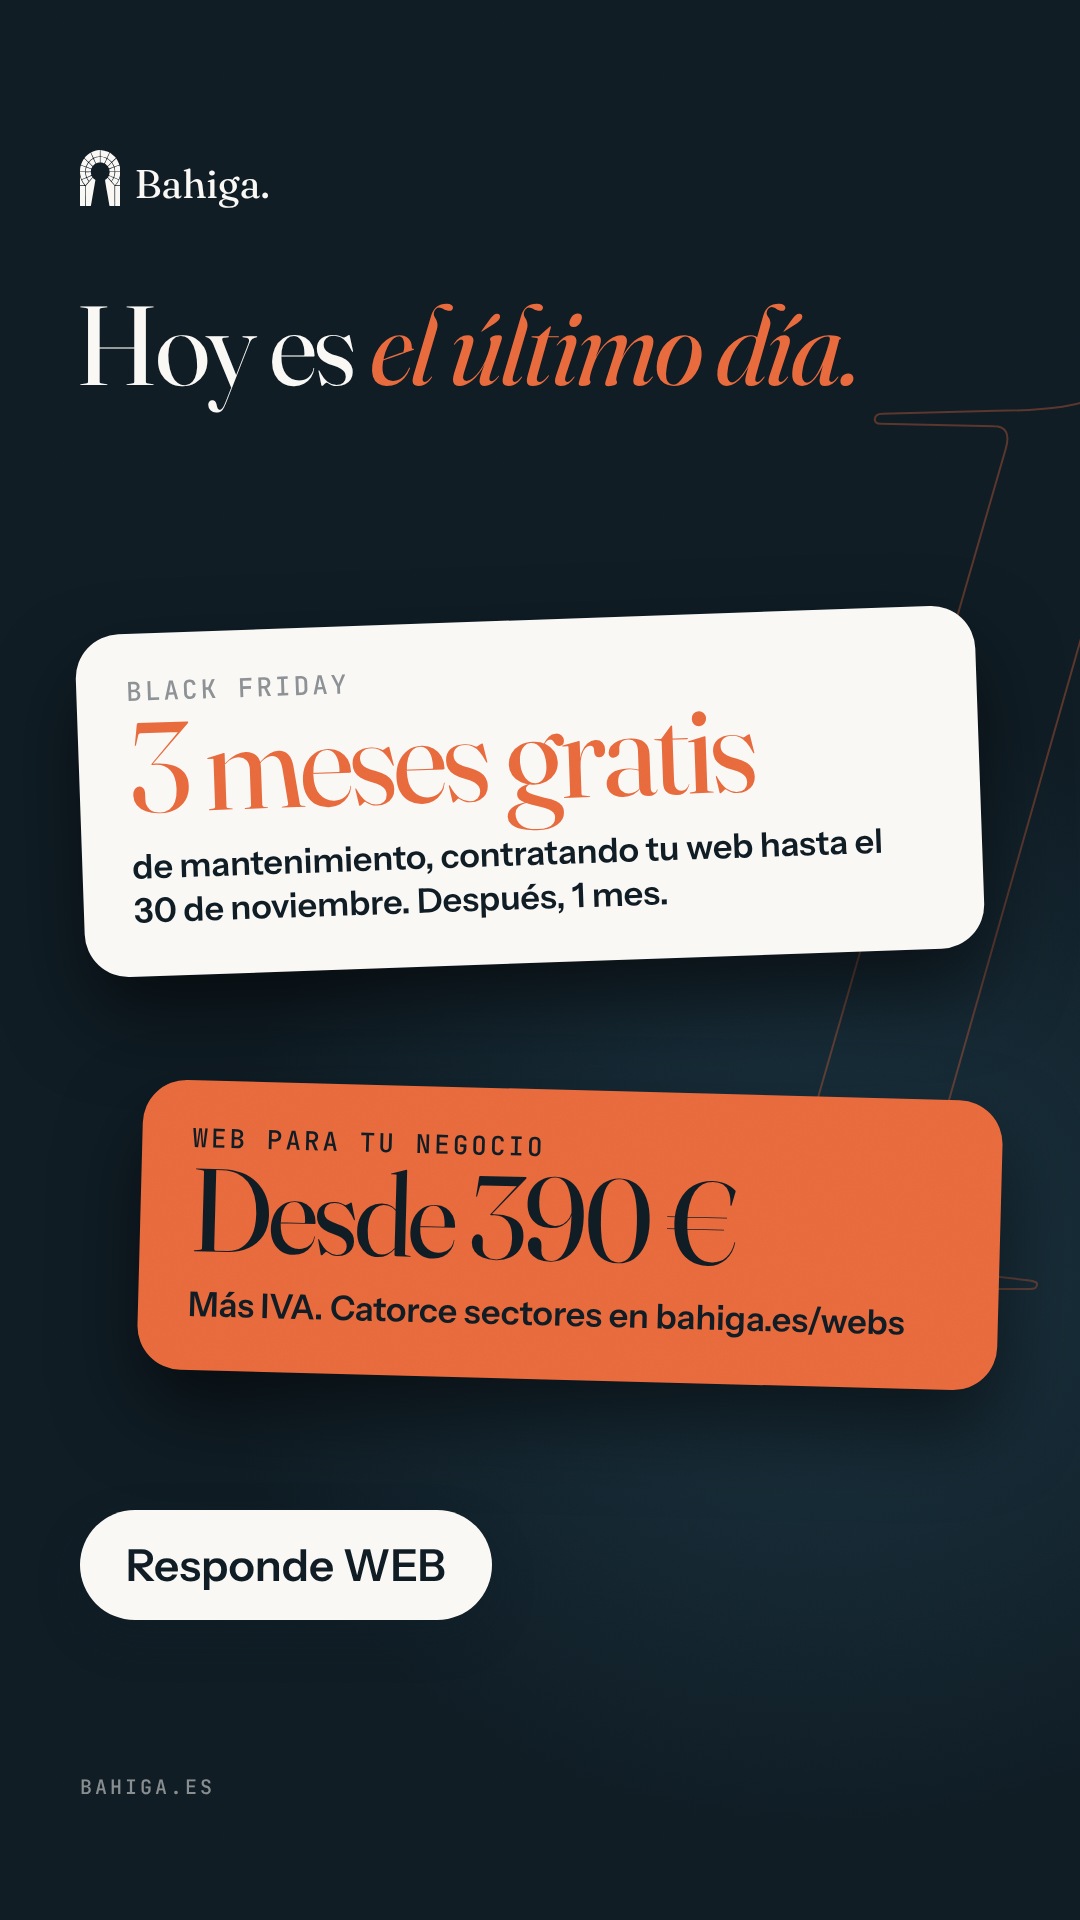 Bahiga.
Hoy es el último día.
BLACK FRIDAY
3 meses gratis
de mantenimiento, contratando tu web hasta el
30 de noviembre. Después, 1 mes.
WEB PARA TU NEGOCIO
Desde 390 €
Más IVA. Catorce sectores en bahiga.es/webs
Responde WEB
BAHIGA.ES